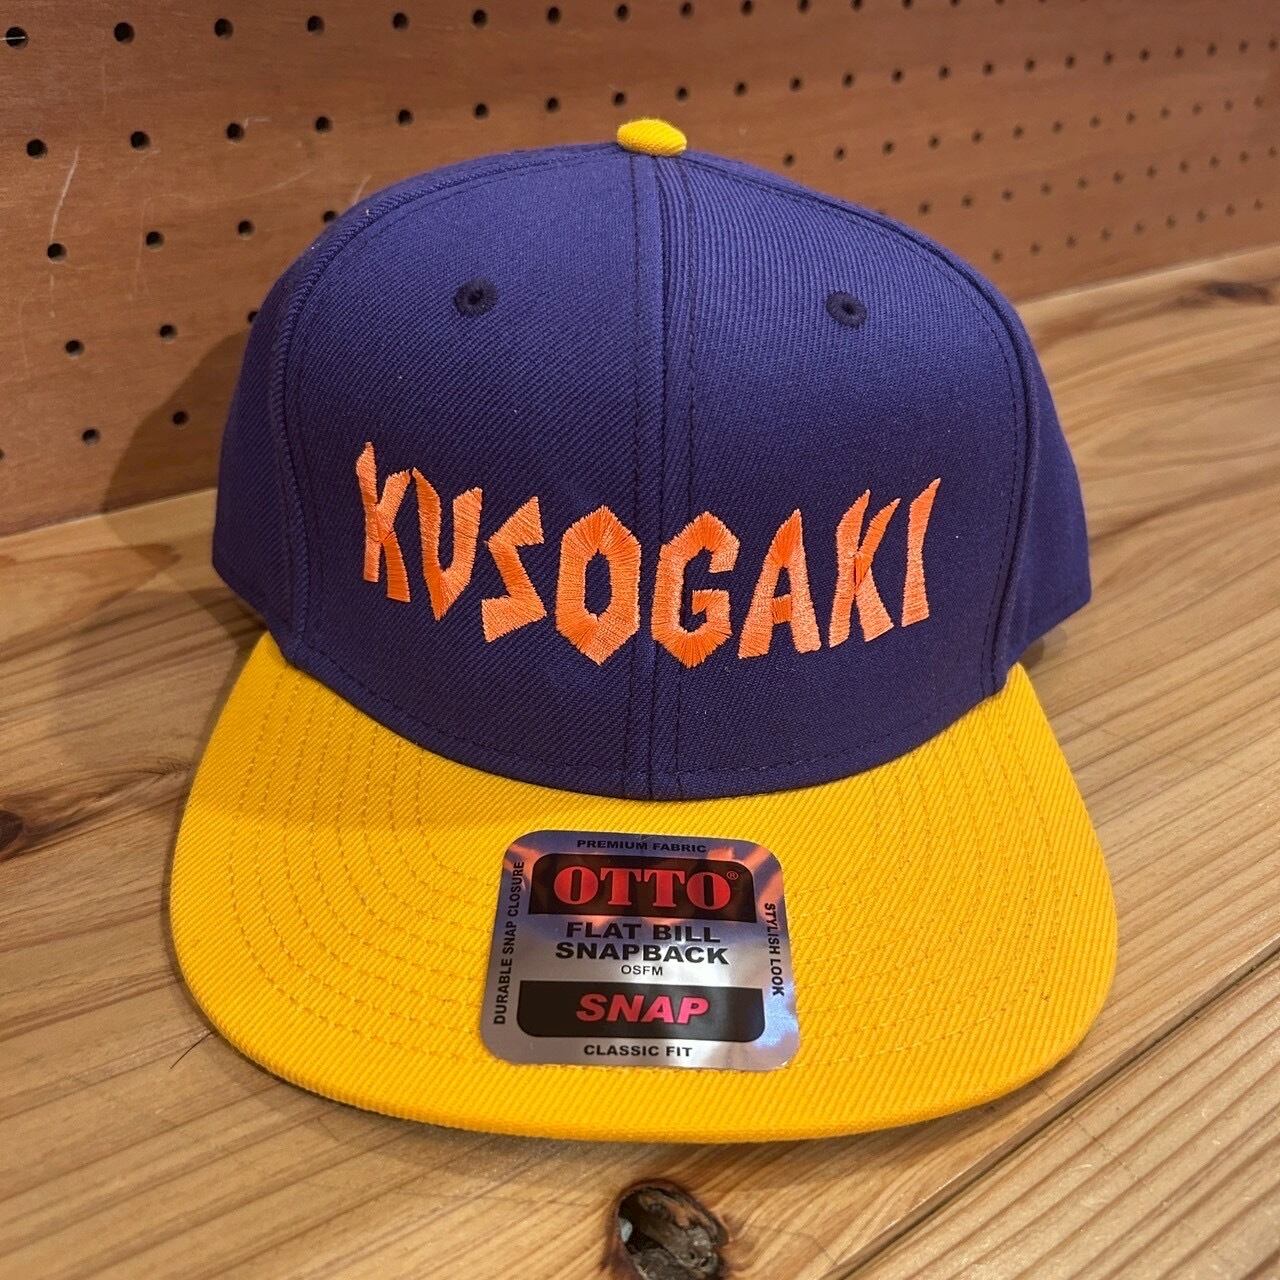 KUSOGAKI
PREMIUM FABRIC
OTTO®
FLAT BILL
SNAPBACK
OSFM
SNAP
CLASSIC FIT
DURABLE SNAP CLOSURE
STYLISH LOOK